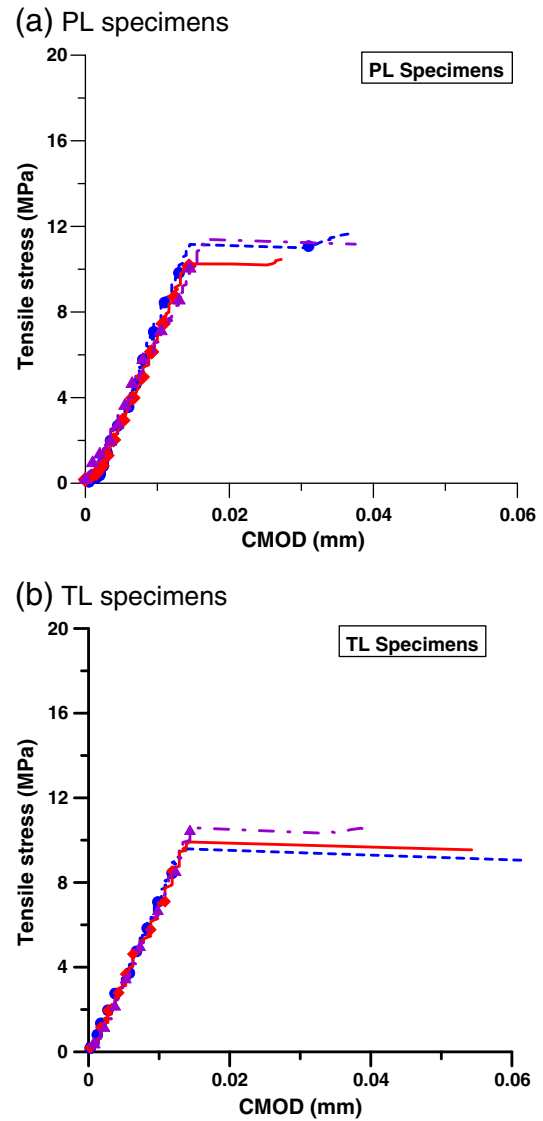 (a) PL specimens
PL Specimens
20
16
12
8
4
0
Tensile stress (MPa)
0
0.02
0.04
0.06
CMOD (mm)
(b) TL specimens
TL Specimens
20
16
12
8
4
0
Tensile stress (MPa)
0
0.02
0.04
0.06
CMOD (mm)